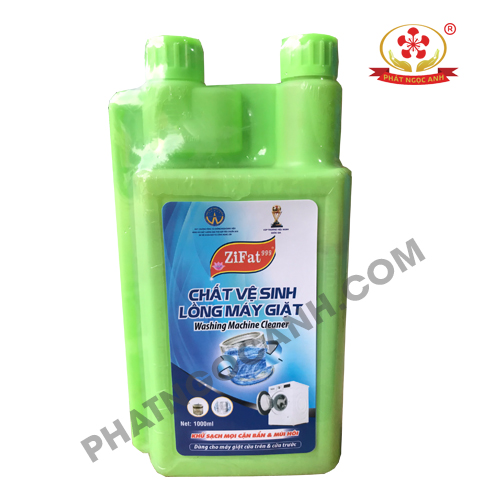 ®
PHÁT NGỌC ANH
ZiFat 999
CHẤT VỆ SINH
LỒNG MÁY GIẶT
Washing Machine Cleaner
Net: 1000ml
KHỬ SẠCH MỌI CẶN BẨN & MÙI HÔI
Dùng cho máy giặt cửa trên & cửa trước
PHATNGOCANH.COM